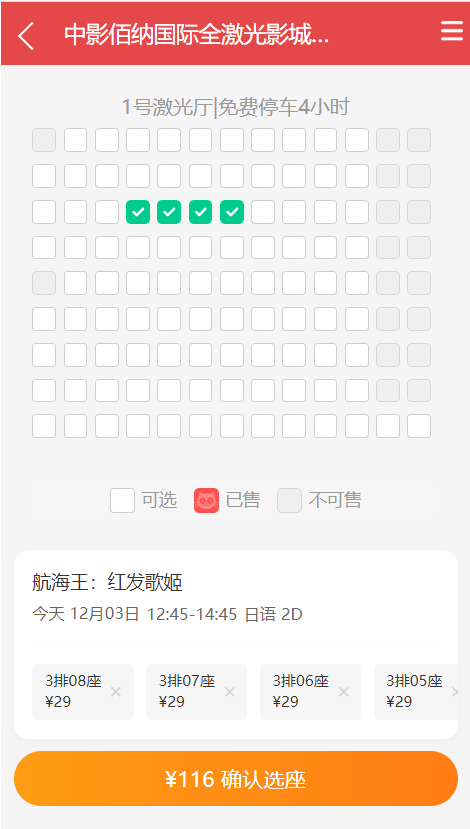 中影佰纳国际全激光影城...
1号激光厅|免费停车4小时
可选 已售 不可售
航海王：红发歌姬
今天 12月03日 12:45-14:45 日语 2D
3排08座 3排07座 3排06座 3排05座
¥29 ¥29 ¥29 ¥29
¥116 确认选座